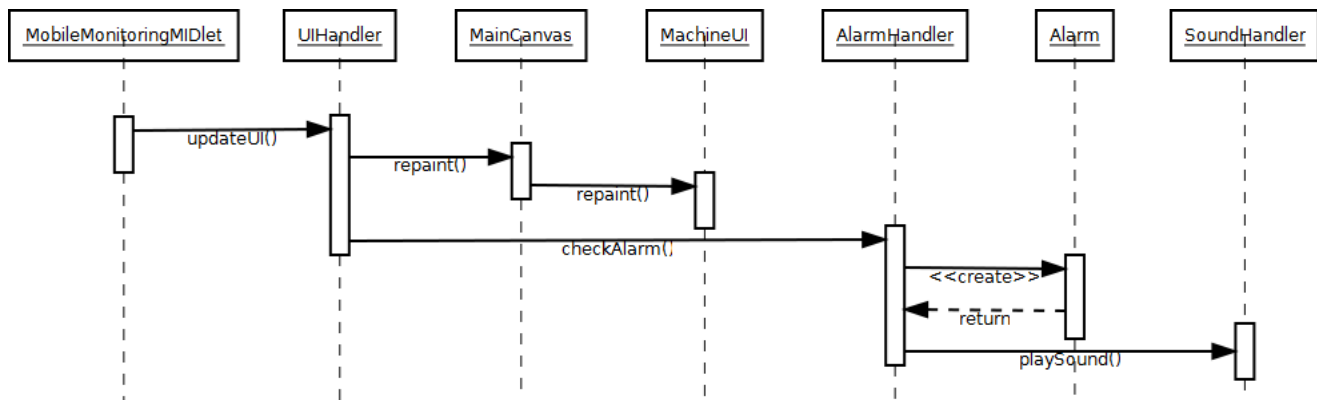 MobileMonitoringMIDlet
UIHandler
MainCanvas
MachineUI
AlarmHandler
Alarm
SoundHandler
updateUI()
repaint()
repaint()
checkAlarm()
<<create>>
return
playSound()